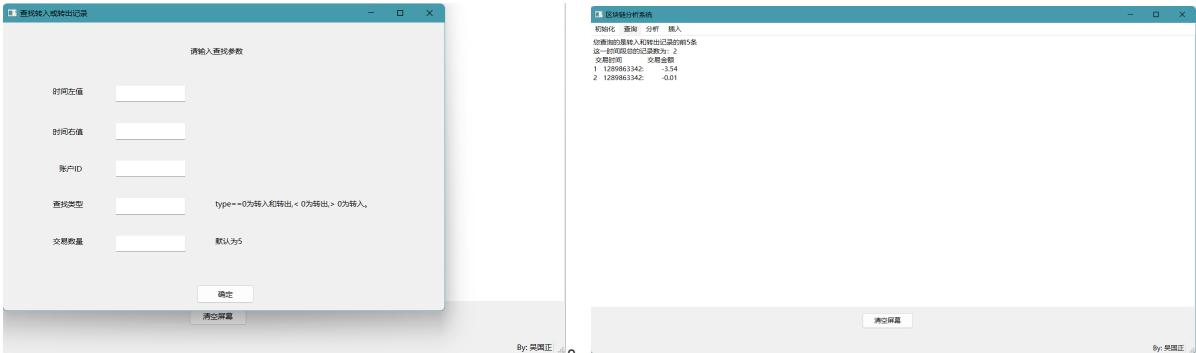 查找转入或转出记录
请输入查找参数
时间左值
时间右值
账户ID
查找类型 type==0为转入和转出,< 0为转出,> 0为转入。
交易数量 默认为5
确定
清空屏幕
By: 吴国正
区块链分析系统
初始化 查询 分析 插入
您查询的是转入和转出记录的前5条
这一时间段总的记录数为：2
交易时间 交易金额
1 1289863342: -3.54
2 1289863342: -0.01
清空屏幕
By: 吴国正